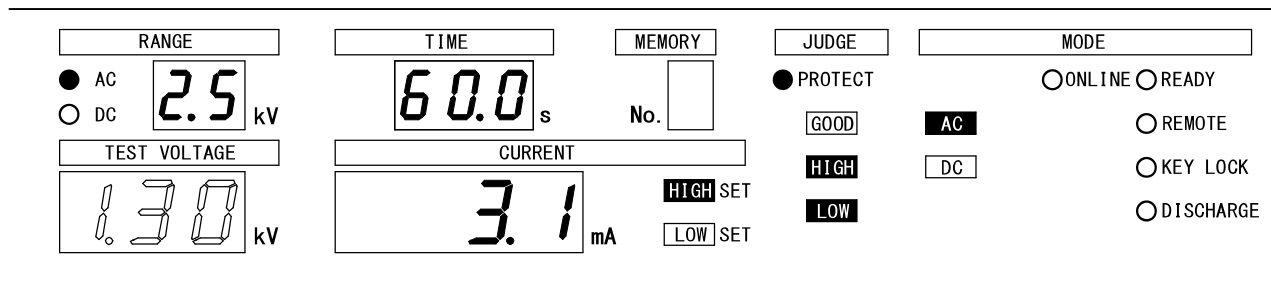 RANGE TIME MEMORY JUDGE MODE
AC 2.5 kV 60.0 s No. PROTECT ONLINE READY
DC GOOD AC REMOTE
TEST VOLTAGE CURRENT HIGH DC KEY LOCK
1.30 kV 3.1 mA HIGH SET LOW DISCHARGE
LOW SET